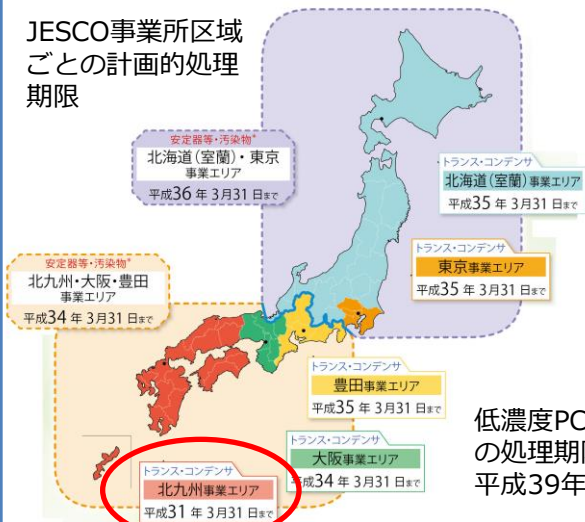 JESCO事業所区域
ごとの計画的処理
期限
安定器等・汚染物*
北海道(室蘭)・東京
事業エリア
平成36年3月31日まで
トランス・コンデンサ
北海道(室蘭)事業エリア
平成35年3月31日まで
トランス・コンデンサ
東京事業エリア
平成35年3月31日まで
安定器等・汚染物*
北九州・大阪・豊田
事業エリア
平成34年3月31日まで
トランス・コンデンサ
豊田事業エリア
平成35年3月31日まで
トランス・コンデンサ
大阪事業エリア
平成34年3月31日まで
トランス・コンデンサ
北九州事業エリア
平成31年3月31日まで
低濃度PC
の処理期
平成39年